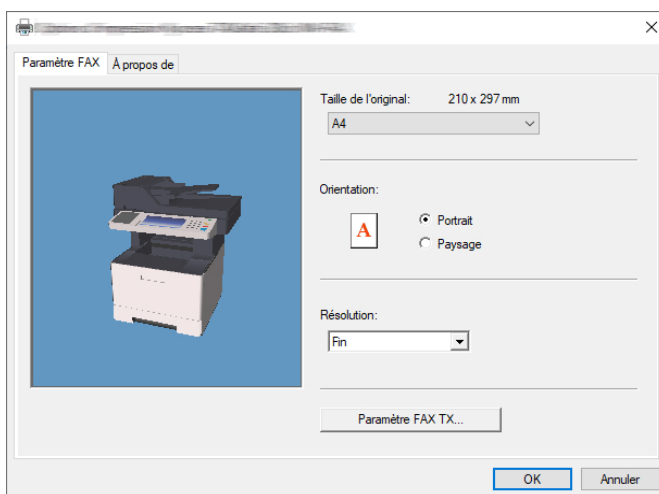 Paramètre FAX
À propos de
Taille de l'original: 210 x 297 mm
A4
Orientation:
A
Portrait
Paysage
Résolution:
Fin
Paramètre FAX TX...
OK
Annuler